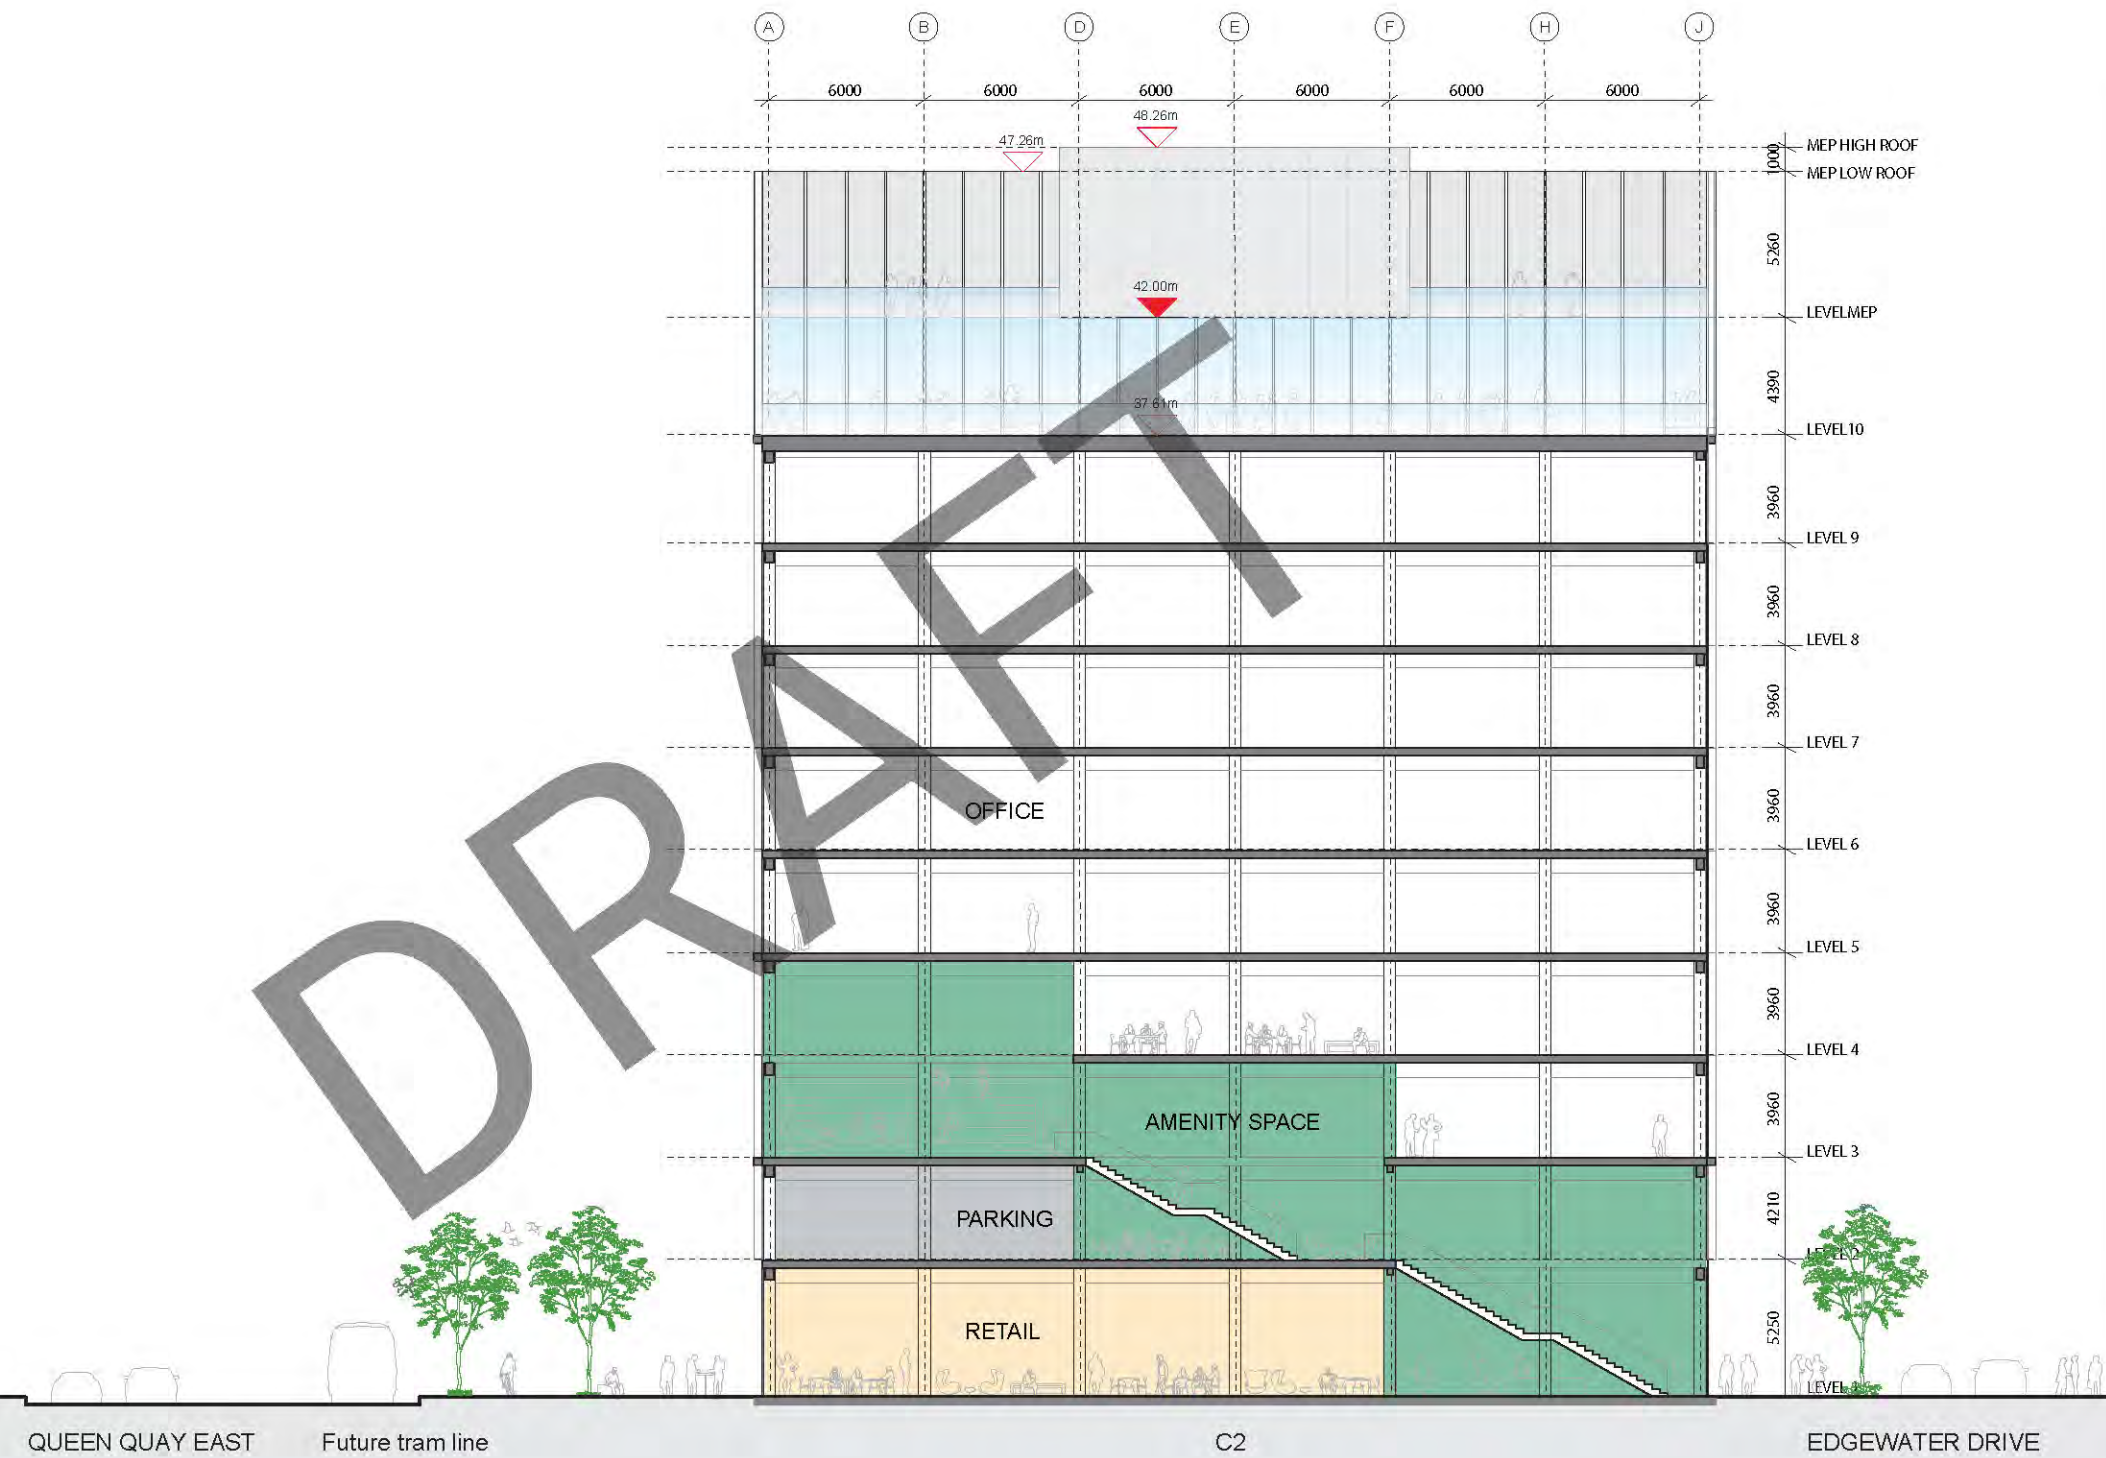 A B D E F H J
6000 6000 6000 6000 6000 6000
48.26m
47.26m
MEP HIGH ROOF
1000
MEP LOW ROOF
5260
42.00m
LEVELMEP
4390
37.61m
LEVEL10
3960
LEVEL 9
3960
LEVEL 8
3960
LEVEL 7
OFFICE
3960
LEVEL 6
3960
LEVEL 5
3960
LEVEL 4
AMENITY SPACE
3960
LEVEL 3
PARKING
4210
LEVEL 2
RETAIL
5250
LEVEL
DRAFT
QUEEN QUAY EAST Future tram line C2 EDGEWATER DRIVE